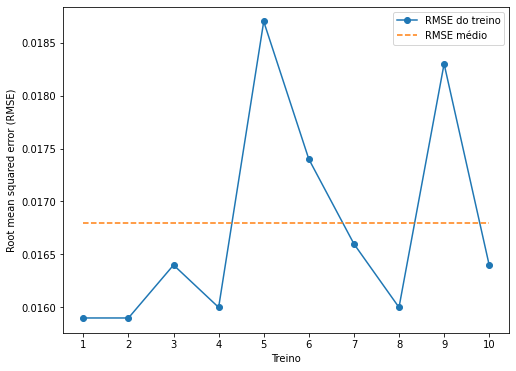 RMSE do treino
RMSE médio
Root mean squared error (RMSE)
0.0185
0.0180
0.0175
0.0170
0.0165
0.0160
1 2 3 4 5 6 7 8 9 10
Treino